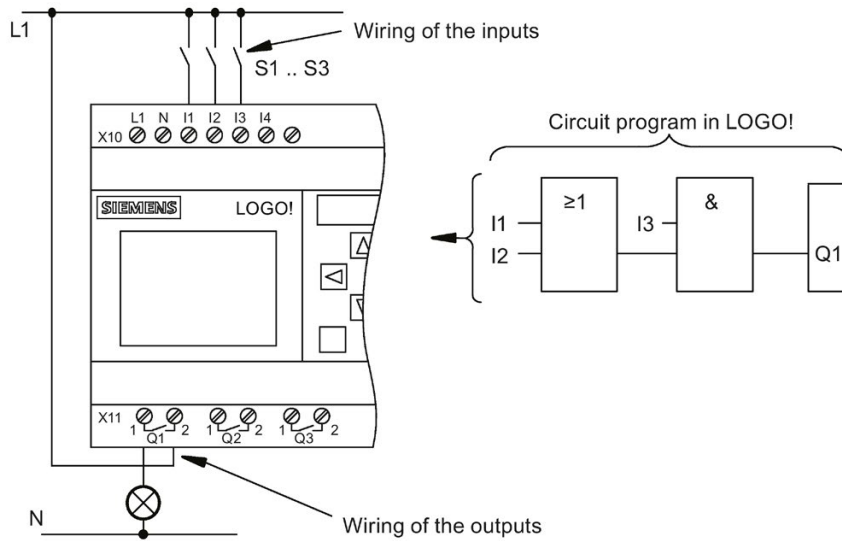 L1
Wiring of the inputs
S1 .. S3
L1 N I1 I2 I3 I4
X10
Circuit program in LOGO!
SIEMENS LOGO!
≥1 &
I1 I3
I2 Q1
X11
1 Q1 2 1 Q2 2 1 Q3 2
N
Wiring of the outputs